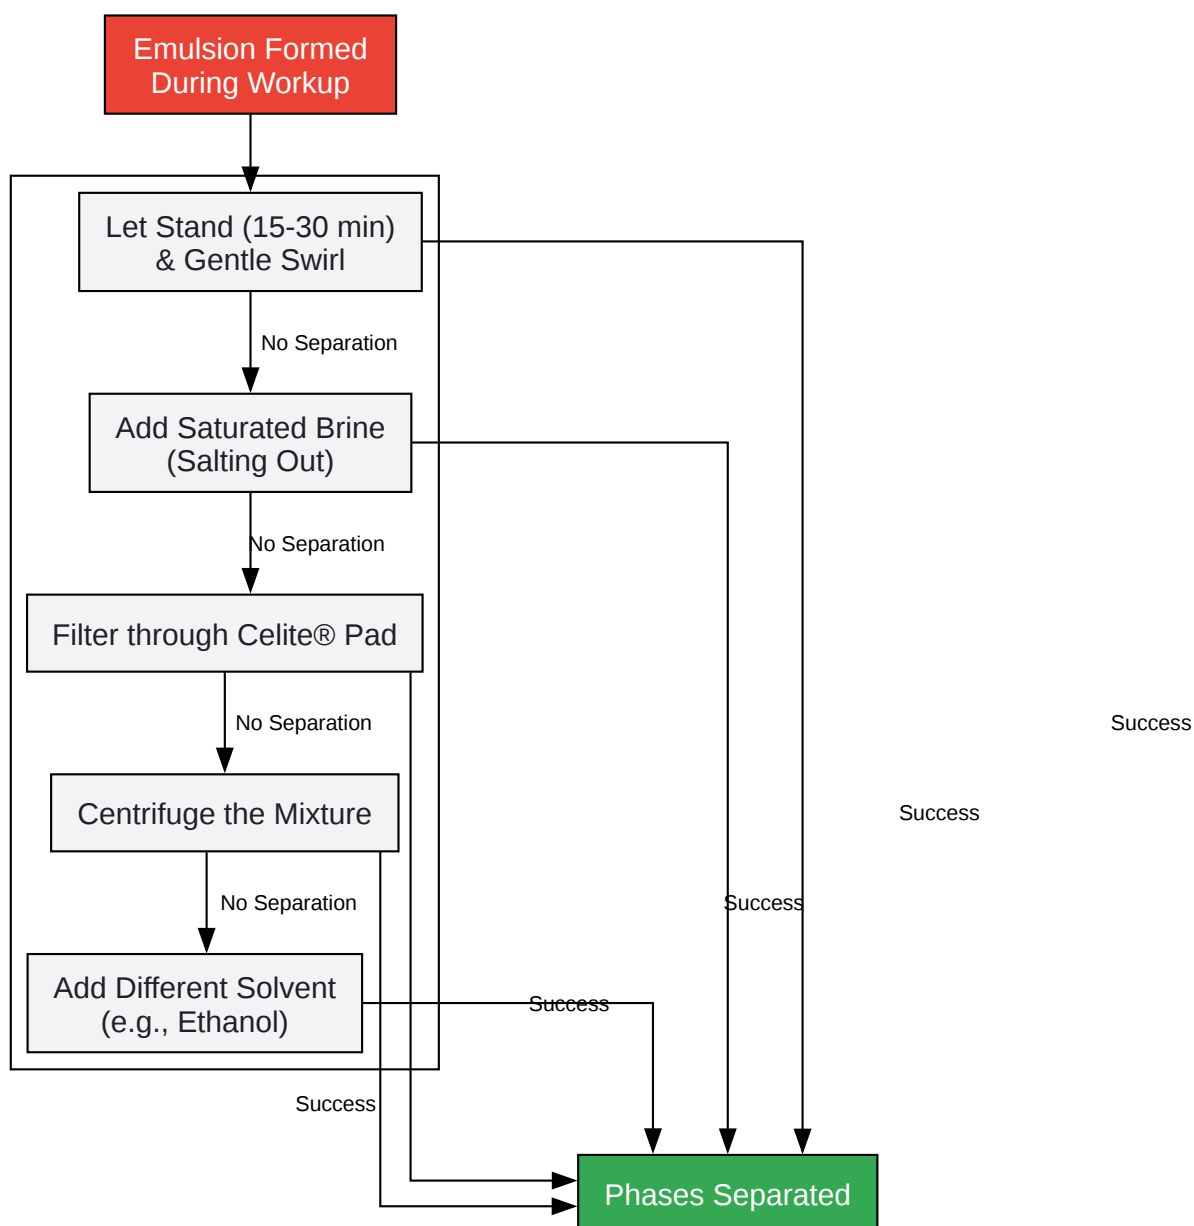 Emulsion Formed
During Workup
Let Stand (15-30 min)
& Gentle Swirl
No Separation
Add Saturated Brine
(Salting Out)
No Separation
Filter through Celite® Pad
No Separation
Success
Centrifuge the Mixture
Success
No Separation
Success
Add Different Solvent
(e.g., Ethanol)
Success
Success
Phases Separated